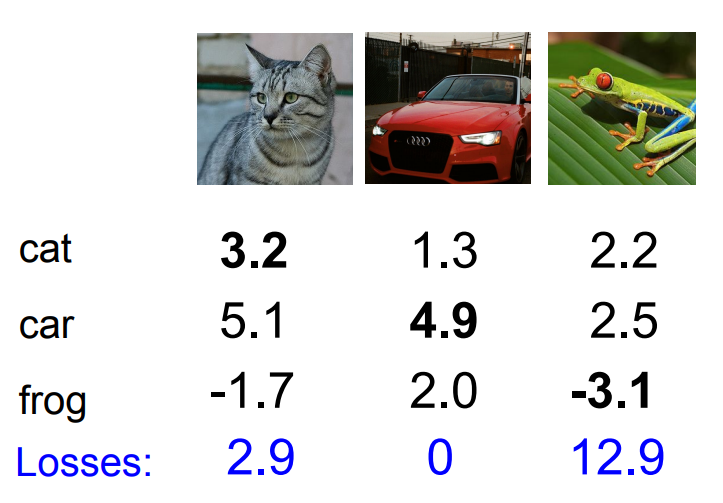 cat 3.2 1.3 2.2
car 5.1 4.9 2.5
frog -1.7 2.0 -3.1
Losses: 2.9 0 12.9